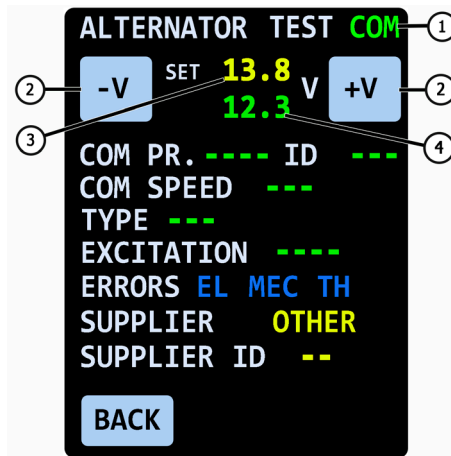 ALTERNATOR TEST COM 1
2 -V SET 13.8 V +V 2
12.3
3 4
COM PR. ---- ID ---
COM SPEED ---
TYPE ---
EXCITATION ----
ERRORS EL MEC TH
SUPPLIER OTHER
SUPPLIER ID --
BACK